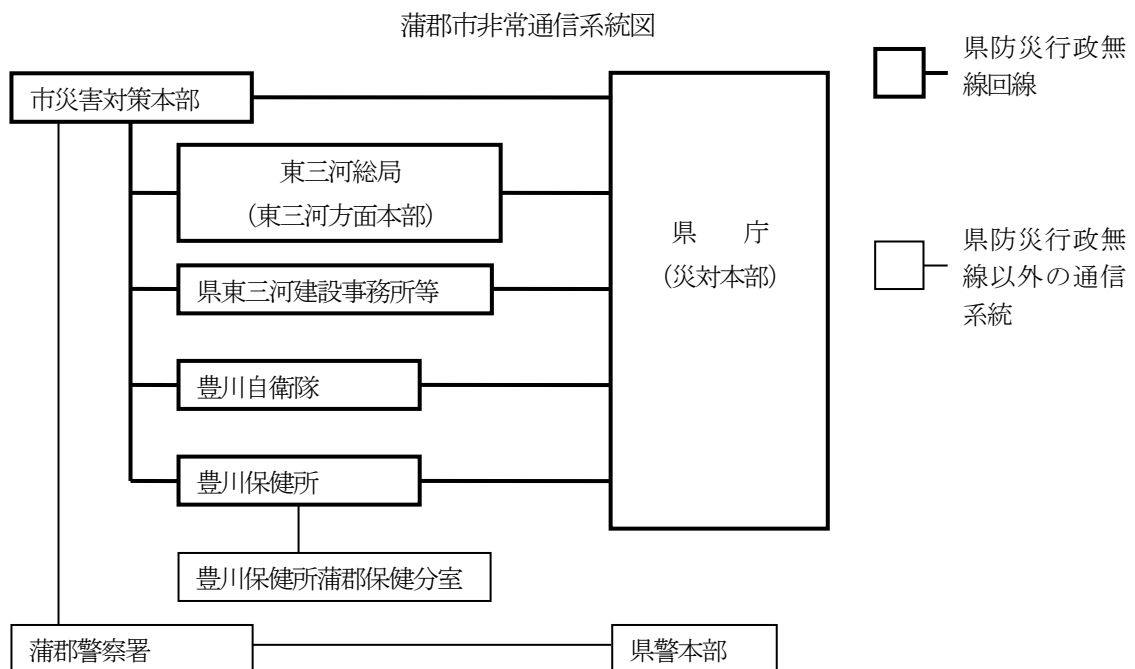 蒲郡市非常通信系統図
県防災行政無
線回線
市災害対策本部
東三河総局
（東三河方面本部）
県　　庁
（災対本部）
県防災行政無
線以外の通信
系統
県東三河建設事務所等
豊川自衛隊
豊川保健所
豊川保健所蒲郡保健分室
蒲郡警察署
県警本部